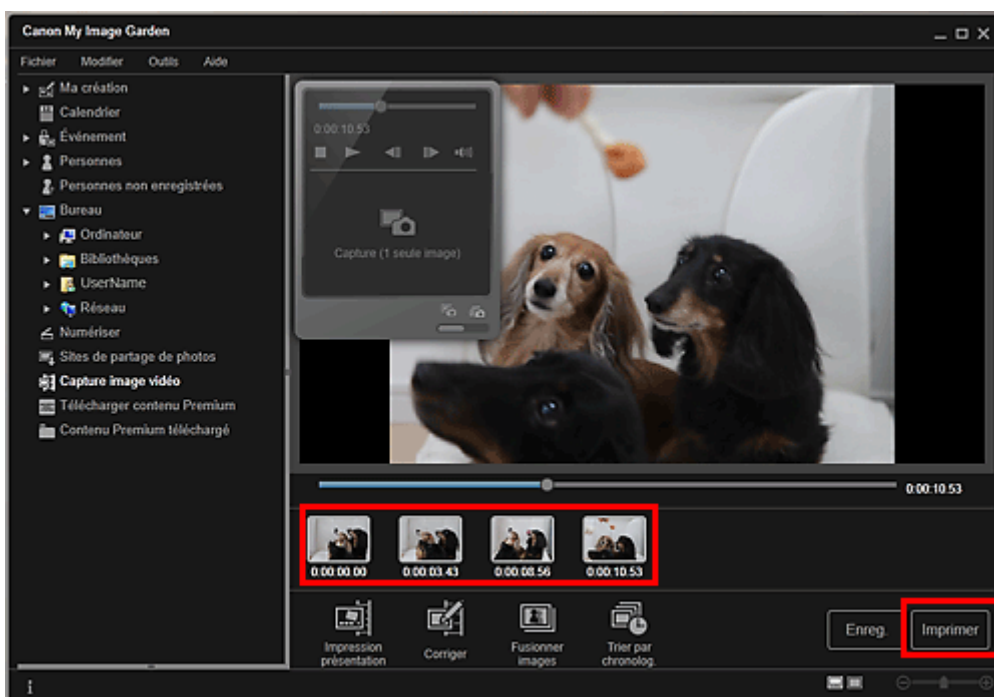 Canon My Image Garden
Fichier Modifier Outils Aide
Ma création
Calendrier
Événement
Personnes
Personnes non enregistrées
Bureau
Ordinateur
Bibliothèques
UserName
Réseau
Numériser
Sites de partage de photos
Capture image vidéo
Télécharger contenu Premium
Contenu Premium téléchargé
0:00:10.53
Capture (1 seule image)
0:00:10.53
0:00:00.00 0:00:03.43 0:00:08.56 0:00:10.53
Impression
présentation
Corriger
Fusionner
images
Trier par
chronolog.
Enreg.
Imprimer